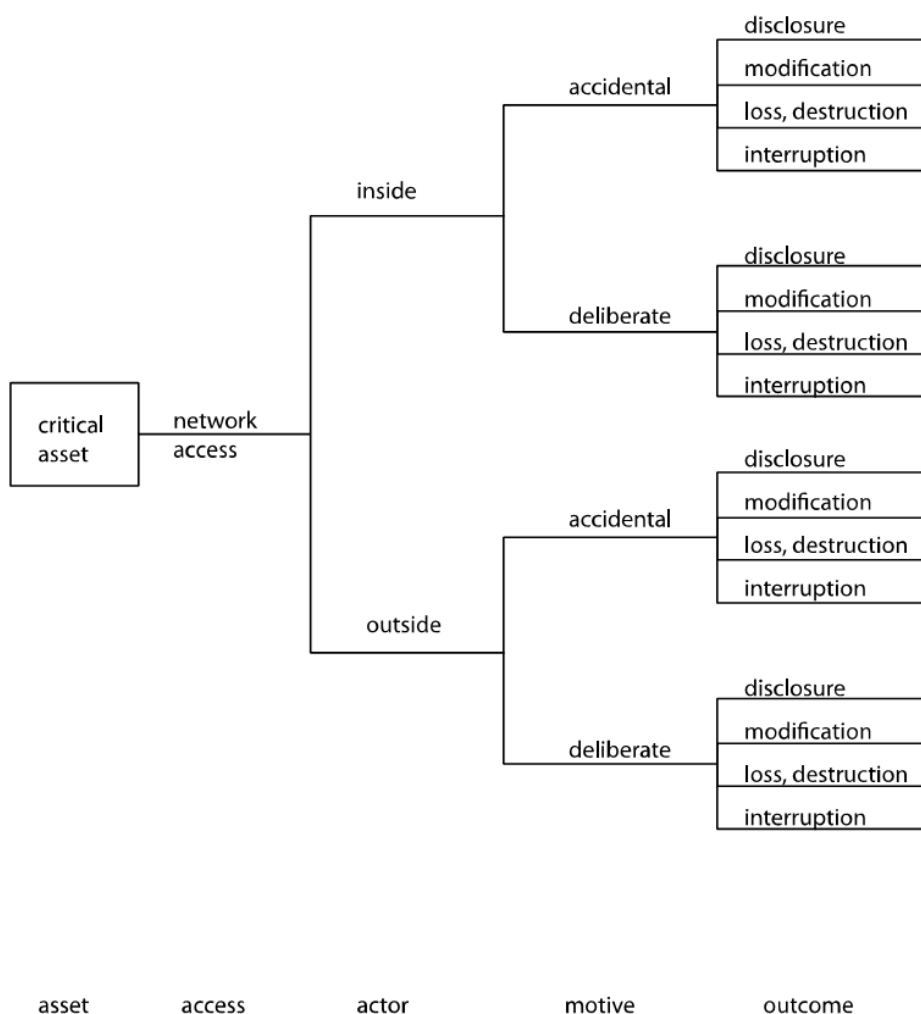 disclosure
modification
accidental
loss, destruction
interruption
inside
disclosure
modification
deliberate
loss, destruction
interruption
critical
asset
network
access
disclosure
modification
accidental
loss, destruction
interruption
outside
disclosure
modification
deliberate
loss, destruction
interruption
asset access actor motive outcome